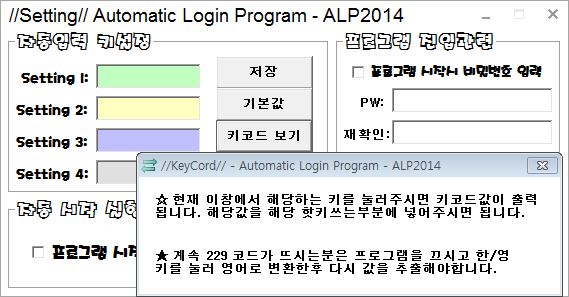 //Setting// Automatic Login Program - ALP2014
자동입력 키설정
프로그램 진입관련
Setting 1:
저장
프로그램 시작시 비밀번호 입력
Setting 2:
기본값
PW:
Setting 3:
키코드 보기
재확인:
Setting 4:
//KeyCord// - Automatic Login Program - ALP2014
☆ 현재 이창에서 해당하는 키를 눌러주시면 키코드값이 출력
됩니다. 해당값을 해당 핫키쓰는부분에 넣어주시면 됩니다.
자동 시작 실행
프로그램 시작
★ 계속 229 코드가 뜨시는분은 프로그램을 끄시고 한/영
키를 눌러 영어로 변환한후 다시 값을 추출해야합니다.